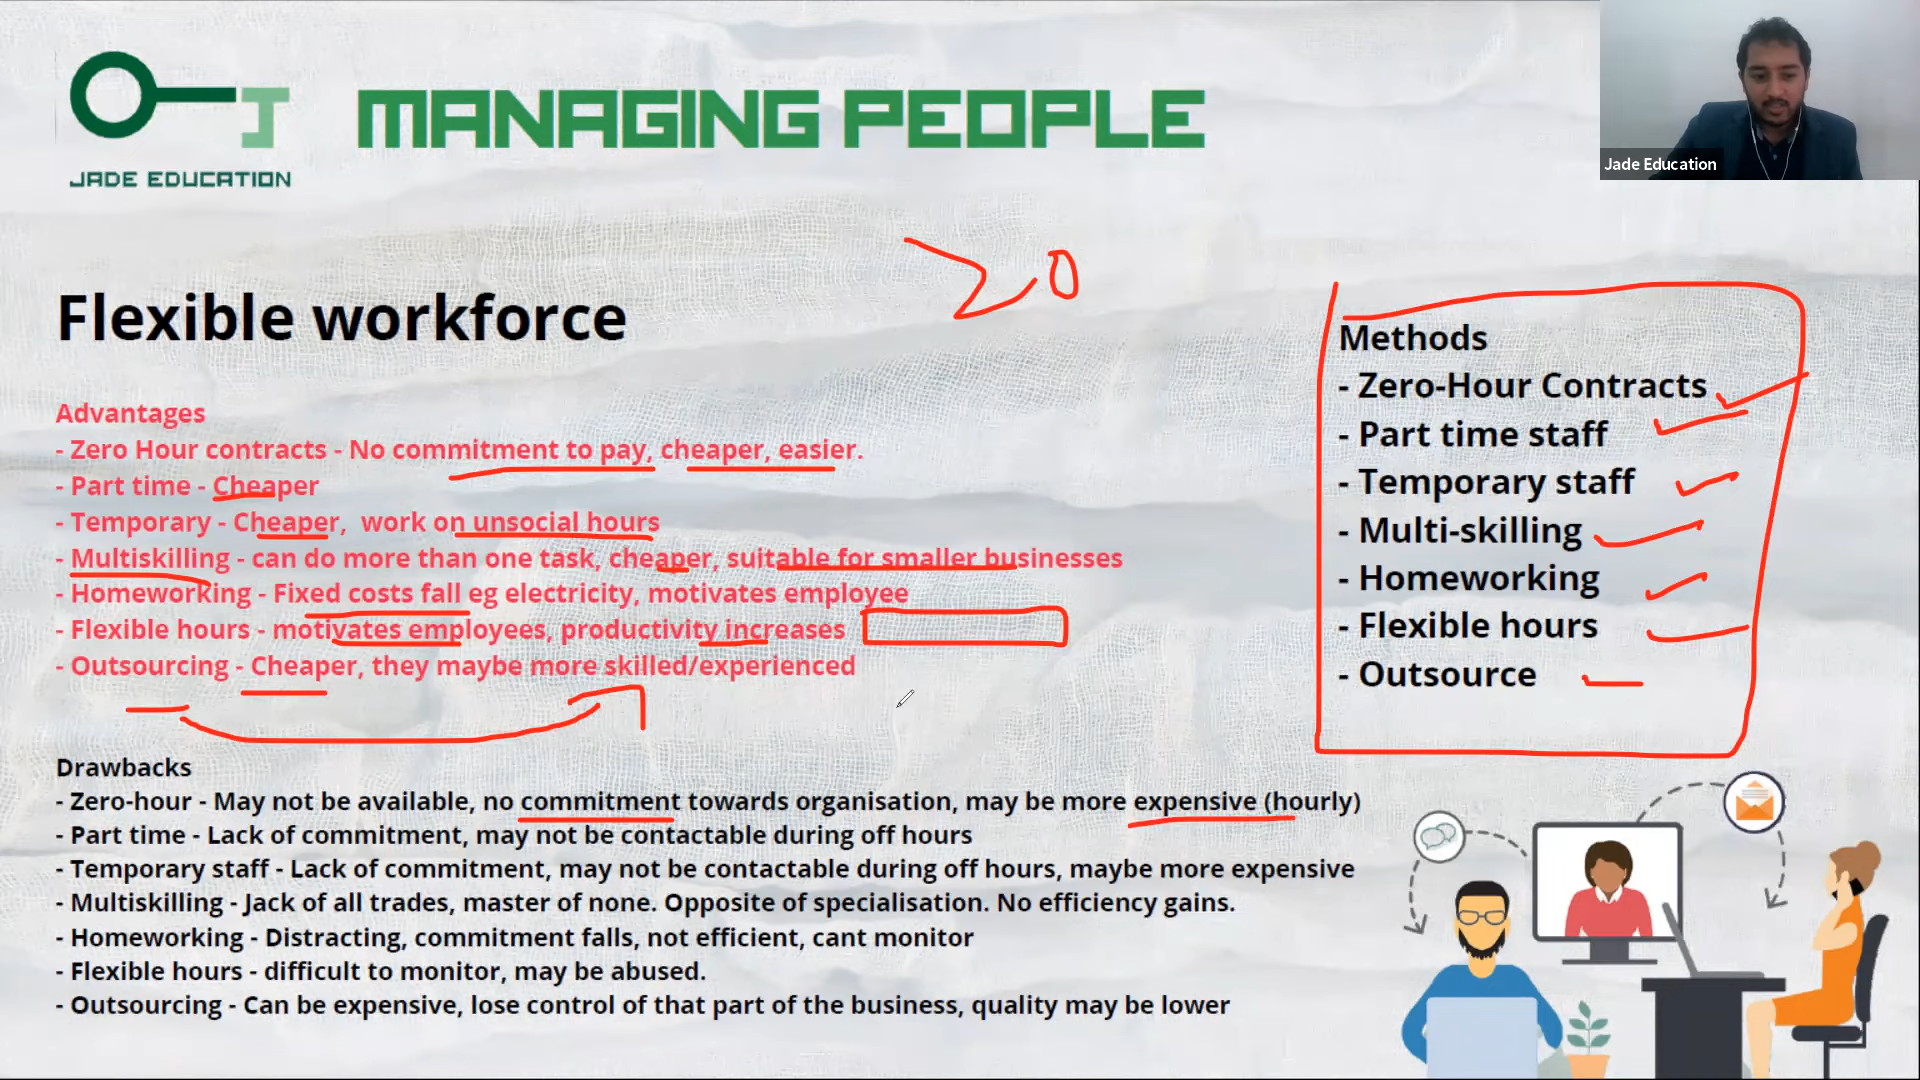 JADE EDUCATION
MANAGING PEOPLE
Jade Education
20
Flexible workforce
Advantages
- Zero Hour contracts - No commitment to pay, cheaper, easier.
- Part time - Cheaper
- Temporary - Cheaper, work on unsocial hours
- Multiskilling - can do more than one task, cheaper, suitable for smaller businesses
- Homeworking - Fixed costs fall eg electricity, motivates employee
- Flexible hours - motivates employees, productivity increases
- Outsourcing - Cheaper, they maybe more skilled/experienced
Methods
- Zero-Hour Contracts
- Part time staff
- Temporary staff
- Multi-skilling
- Homeworking
- Flexible hours
- Outsource
Drawbacks
- Zero-hour - May not be available, no commitment towards organisation, may be more expensive (hourly)
- Part time - Lack of commitment, may not be contactable during off hours
- Temporary staff - Lack of commitment, may not be contactable during off hours, maybe more expensive
- Multiskilling - Jack of all trades, master of none. Opposite of specialisation. No efficiency gains.
- Homeworking - Distracting, commitment falls, not efficient, cant monitor
- Flexible hours - difficult to monitor, may be abused.
- Outsourcing - Can be expensive, lose control of that part of the business, quality may be lower